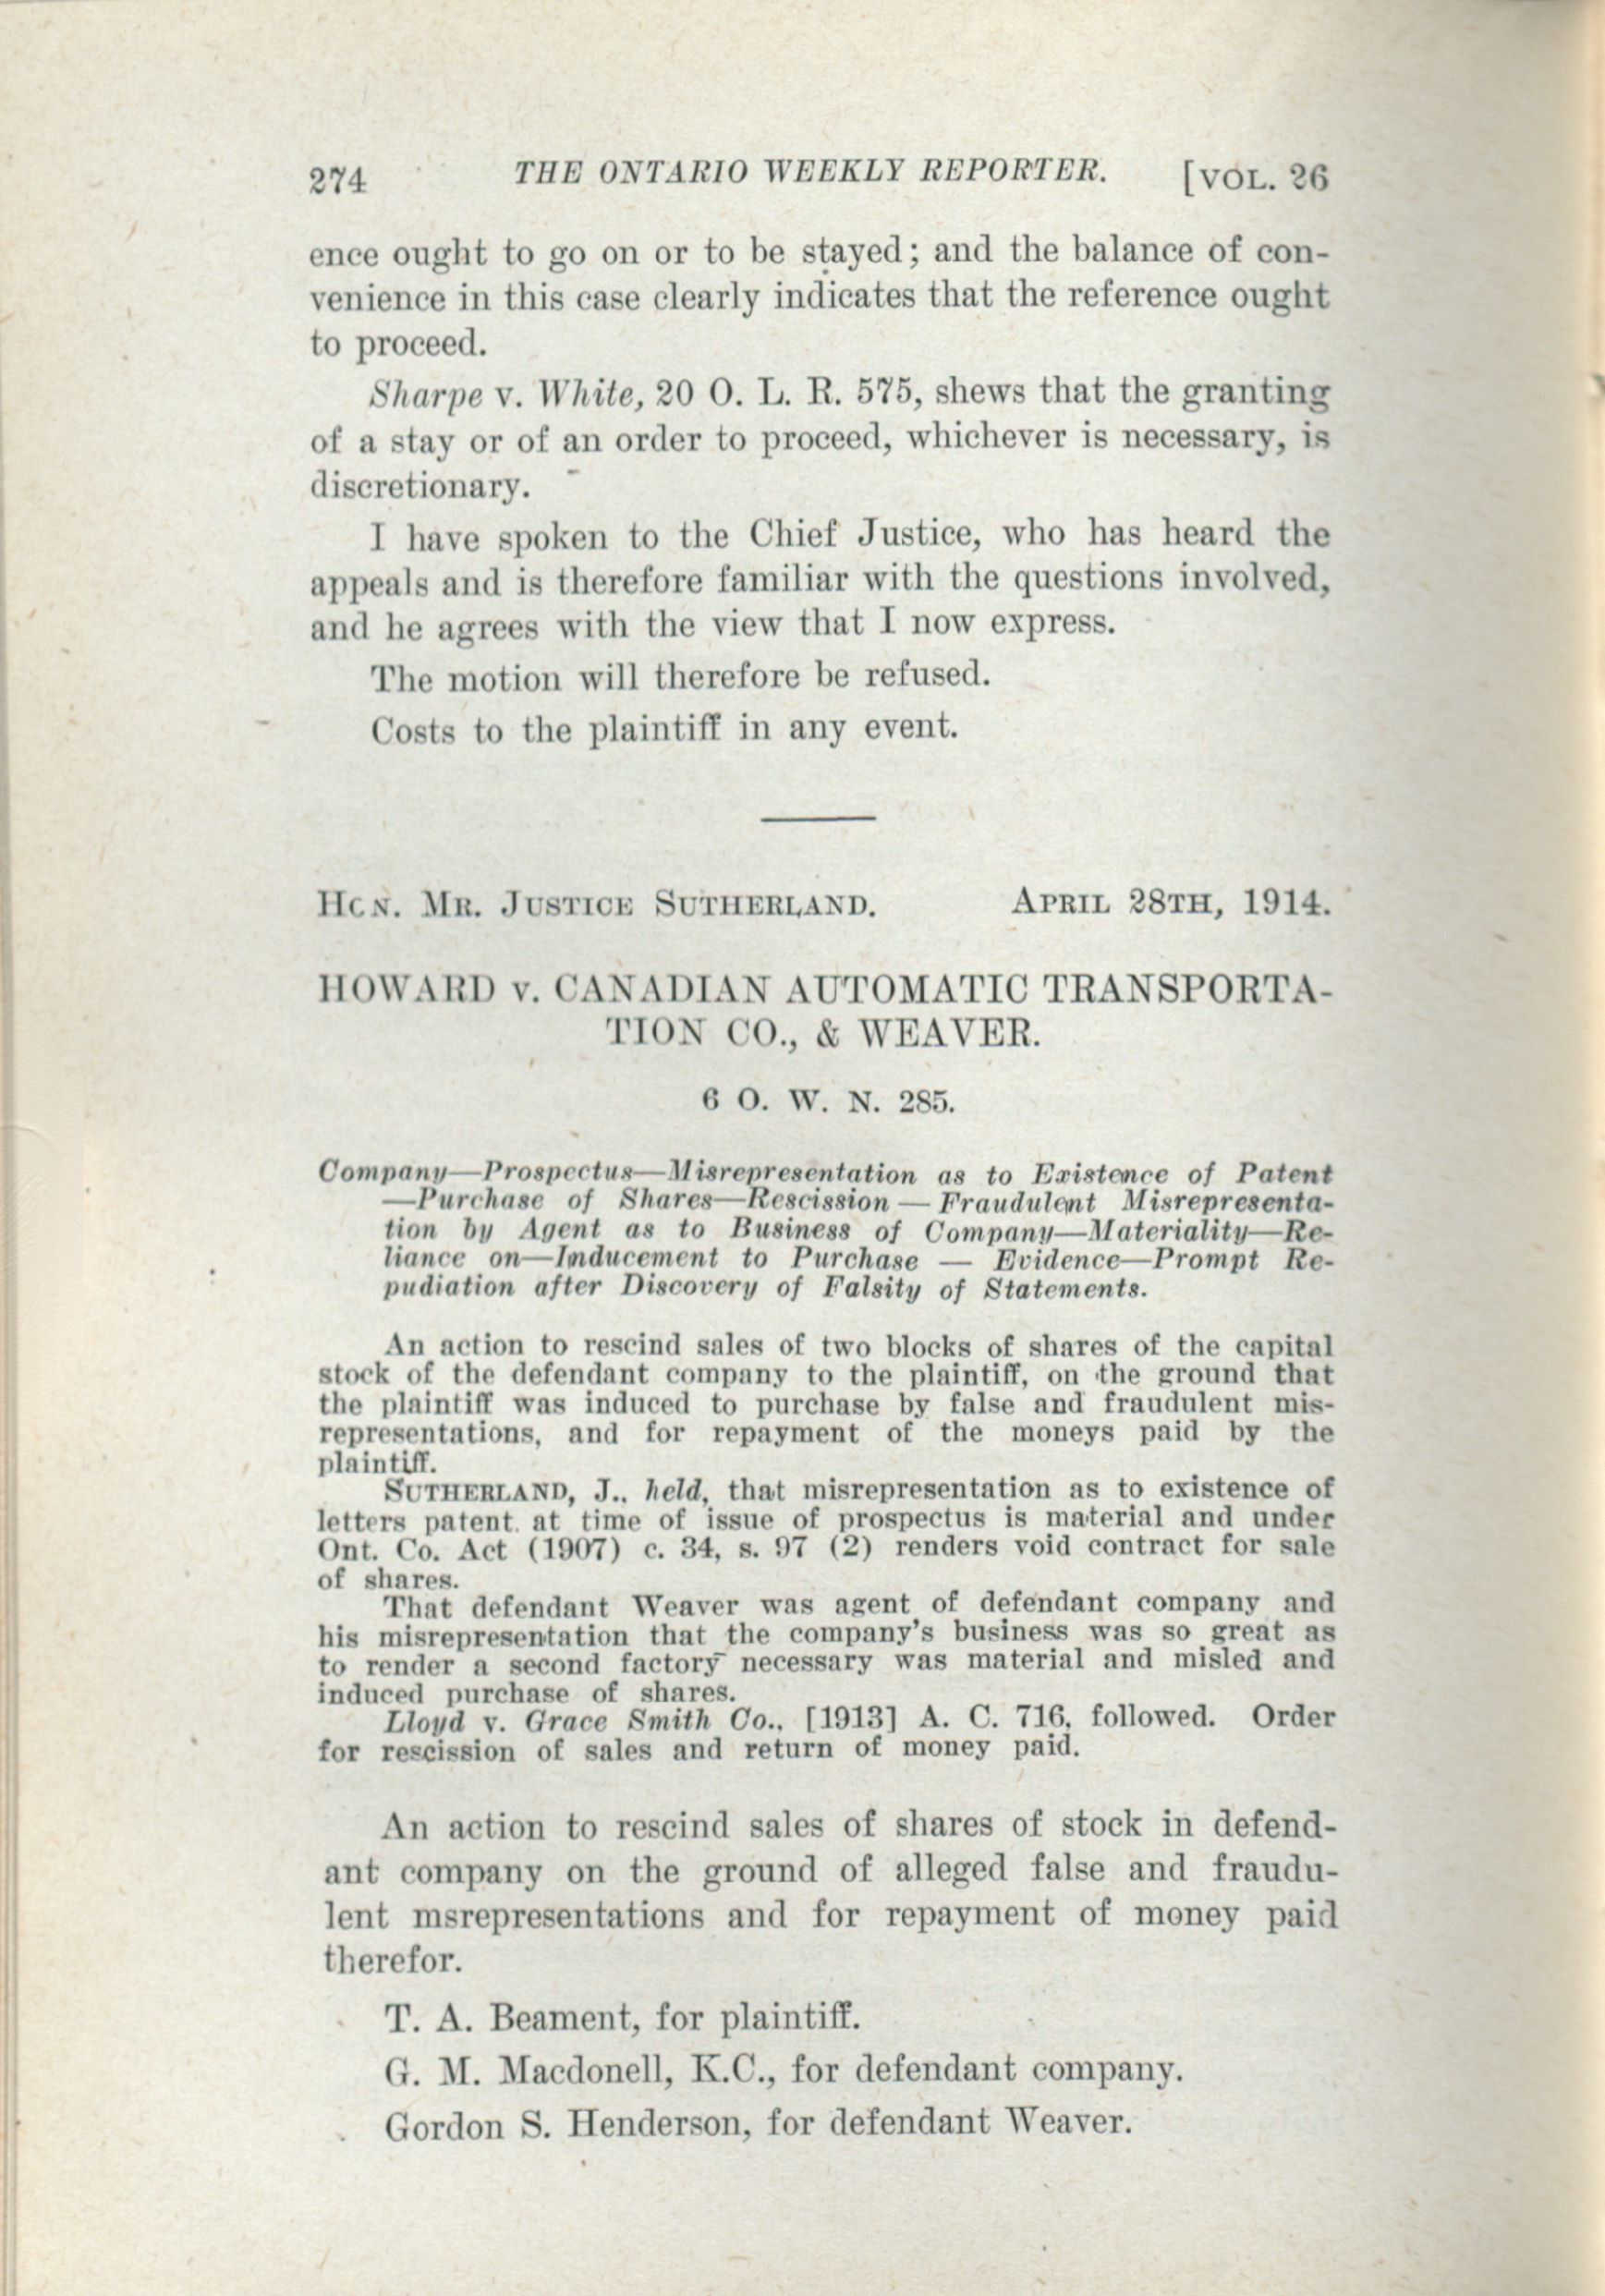 274 THE ONTARIO WEEKLY REPORTER. [VOL. 26
ence ought to go on or to be stayed; and the balance of con-
venience in this case clearly indicates that the reference ought
to proceed.
Sharpe v. White, 20 O. L. R. 575, shews that the granting
of a stay or of an order to proceed, whichever is necessary, is
discretionary.
I have spoken to the Chief Justice, who has heard the
appeals and is therefore familiar with the questions involved,
and he agrees with the view that I now express.
The motion will therefore be refused.
Costs to the plaintiff in any event.
HON. MR. JUSTICE SUTHERLAND. APRIL 28TH, 1914.
HOWARD v. CANADIAN AUTOMATIC TRANSPORTA-
TION CO., & WEAVER.
6 O. W. N. 285.
Company—Prospectus—Misrepresentation as to Existence of Patent
—Purchase of Shares—Rescission — Fraudulent Misrepresenta-
tion by Agent as to Business of Company—Materiality—Re-
liance on—Inducement to Purchase — Evidence—Prompt Re-
pudiation after Discovery of Falsity of Statements.
An action to rescind sales of two blocks of shares of the capital
stock of the defendant company to the plaintiff, on the ground that
the plaintiff was induced to purchase by false and fraudulent mis-
representations, and for repayment of the moneys paid by the
plaintiff.
SUTHERLAND, J., held, that misrepresentation as to existence of
letters patent. at time of issue of prospectus is material and under
Ont. Co. Act (1907) c. 34, s. 97 (2) renders void contract for sale
of shares.
That defendant Weaver was agent of defendant company and
his misrepresentation that the company's business was so great as
to render a second factory necessary was material and misled and
induced purchase of shares.
Lloyd v. Grace Smith Co., [1913] A. C. 716, followed. Order
for rescission of sales and return of money paid.
An action to rescind sales of shares of stock in defend-
ant company on the ground of alleged false and fraudu-
lent msrepresentations and for repayment of money paid
therefor.
T. A. Beament, for plaintiff.
G. M. Macdonell, K.C., for defendant company.
Gordon S. Henderson, for defendant Weaver.